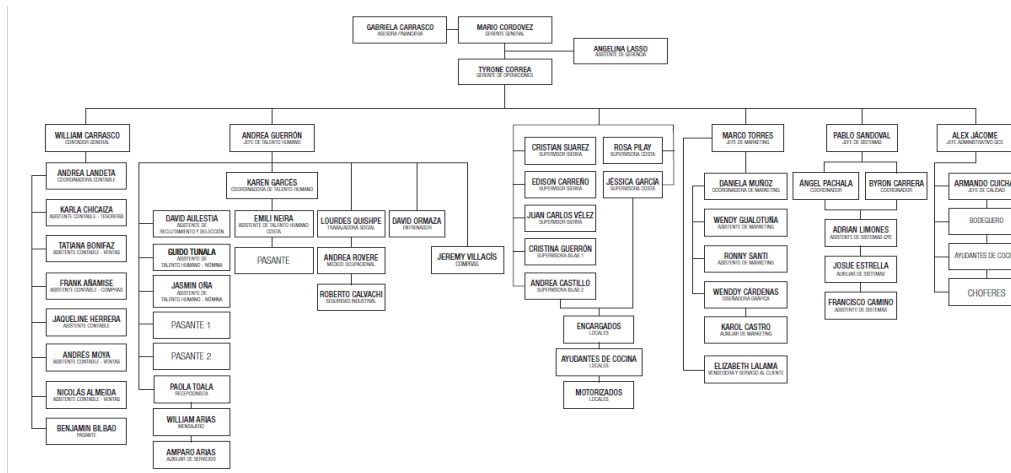 GABRIELA CARRASCO
ASESORA FINANCIERA
MARIO CORDOVEZ
GERENTE GENERAL
ANGELINA LASSO
ASISTENTE DE GERENCIA
TYRONE CORREA
GERENTE DE OPERACIONES
WILLIAM CARRASCO
CONTADOR GENERAL
ANDREA LANDETA
COORDINADORA CONTABLE
KARLA CHICAIZA
ASISTENTE CONTABLE - TESORERÍA
TATIANA BONIFAZ
ASISTENTE CONTABLE - VENTAS
FRANK AÑAMISE
ASISTENTE CONTABLE - COMPRAS
JAQUELINE HERRERA
ASISTENTE CONTABLE
ANDRÉS MOYA
ASISTENTE CONTABLE - VENTAS
NICOLÁS ALMEIDA
ASISTENTE CONTABLE - VENTAS
BENJAMIN BILBAO
PASANTE
ANDREA GUERRÓN
JEFE DE TALENTO HUMANO
KAREN GARCÉS
COORDINADORA DE TALENTO HUMANO
DAVID AULESTIA
ASISTENTE DE
RECLUTAMIENTO Y SELECCIÓN
GUIDO TUNALA
ASISTENTE DE
TALENTO HUMANO - NÓMINA
JASMIN OÑA
ASISTENTE DE
TALENTO HUMANO - NÓMINA
PASANTE 1
PASANTE 2
PAOLA TOALA
RECEPCIONISTA
WILLIAM ARIAS
MENSAJERO
AMPARO ARIAS
AUXILIAR DE SERVICIOS
EMILI NEIRA
ASISTENTE DE TALENTO HUMANO
COSTA
PASANTE
LOURDES QUISHPE
TRABAJADORA SOCIAL
ANDREA ROVERE
MÉDICO OCUPACIONAL
ROBERTO CALVACHI
SEGURIDAD INDUSTRIAL
DAVID ORMAZA
ENTRENADOR
JEREMY VILLACÍS
COMPRAS
CRISTIAN SUAREZ
SUPERVISOR SIERRA
EDISON CARREÑO
SUPERVISOR SIERRA
JUAN CARLOS VÉLEZ
SUPERVISOR SIERRA
CRISTINA GUERRÓN
SUPERVISORA ISLAS 1
ANDREA CASTILLO
SUPERVISORA ISLAS 2
ROSA PILAY
SUPERVISORA COSTA
JÉSSICA GARCÍA
SUPERVISORA COSTA
ENCARGADOS
LOCALES
AYUDANTES DE COCINA
LOCALES
MOTORIZADOS
LOCALES
MARCO TORRES
JEFE DE MARKETING
DANIELA MUÑOZ
COORDINADORA DE MARKETING
WENDY GUALOTUÑA
ASISTENTE DE MARKETING
RONNY SANTI
ASISTENTE DE MARKETING
WENDDY CÁRDENAS
DISEÑADORA GRÁFICA
KAROL CASTRO
AUXILIAR DE MARKETING
ELIZABETH LALAMA
VENDEDORA Y SERVICIO AL CLIENTE
PABLO SANDOVAL
JEFE DE SISTEMAS
ÁNGEL PACHALA
COORDINADOR
BYRON CARRERA
COORDINADOR
ADRIAN LIMONES
ASISTENTE DE SISTEMAS GYE
JOSUE ESTRELLA
AUXILIAR DE SISTEMAS
FRANCISCO CAMINO
ASISTENTE DE SISTEMAS
ALEX JÁCOME
JEFE ADMINISTRATIVO QCC
ARMANDO CUICHA
JEFE DE CALIDAD
BODEGUERO
AYUDANTES DE COCI
CHOFERES